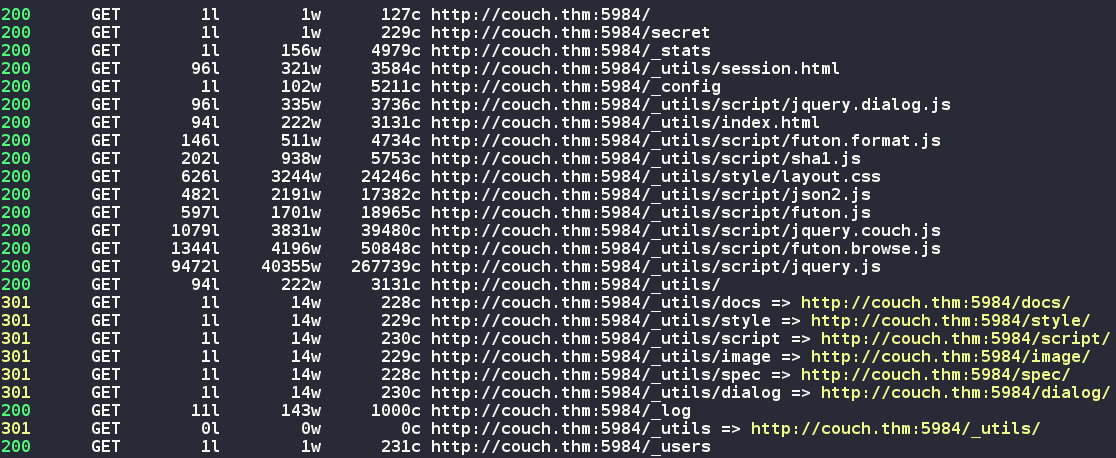 200 GET 1l 1w 127c http://couch.thm:5984/
200 GET 1l 1w 229c http://couch.thm:5984/secret
200 GET 1l 156w 4979c http://couch.thm:5984/_stats
200 GET 96l 321w 3584c http://couch.thm:5984/_utils/session.html
200 GET 1l 102w 5211c http://couch.thm:5984/_config
200 GET 96l 335w 3736c http://couch.thm:5984/_utils/script/jquery.dialog.js
200 GET 94l 222w 3131c http://couch.thm:5984/_utils/index.html
200 GET 146l 511w 4734c http://couch.thm:5984/_utils/script/futon.format.js
200 GET 202l 938w 5753c http://couch.thm:5984/_utils/script/sha1.js
200 GET 626l 3244w 24246c http://couch.thm:5984/_utils/style/layout.css
200 GET 482l 2191w 17382c http://couch.thm:5984/_utils/script/json2.js
200 GET 597l 1701w 18965c http://couch.thm:5984/_utils/script/futon.js
200 GET 1079l 3831w 39480c http://couch.thm:5984/_utils/script/jquery.couch.js
200 GET 1344l 4196w 50848c http://couch.thm:5984/_utils/script/futon.browse.js
200 GET 9472l 40355w 267739c http://couch.thm:5984/_utils/script/jquery.js
200 GET 94l 222w 3131c http://couch.thm:5984/_utils/
301 GET 1l 14w 228c http://couch.thm:5984/_utils/docs => http://couch.thm:5984/docs/
301 GET 1l 14w 229c http://couch.thm:5984/_utils/style => http://couch.thm:5984/style/
301 GET 1l 14w 230c http://couch.thm:5984/_utils/script => http://couch.thm:5984/script/
301 GET 1l 14w 229c http://couch.thm:5984/_utils/image => http://couch.thm:5984/image/
301 GET 1l 14w 228c http://couch.thm:5984/_utils/spec => http://couch.thm:5984/spec/
301 GET 1l 14w 230c http://couch.thm:5984/_utils/dialog => http://couch.thm:5984/dialog/
200 GET 11l 143w 1000c http://couch.thm:5984/_log
301 GET 0l 0w 0c http://couch.thm:5984/_utils => http://couch.thm:5984/_utils/
200 GET 1l 1w 231c http://couch.thm:5984/_users